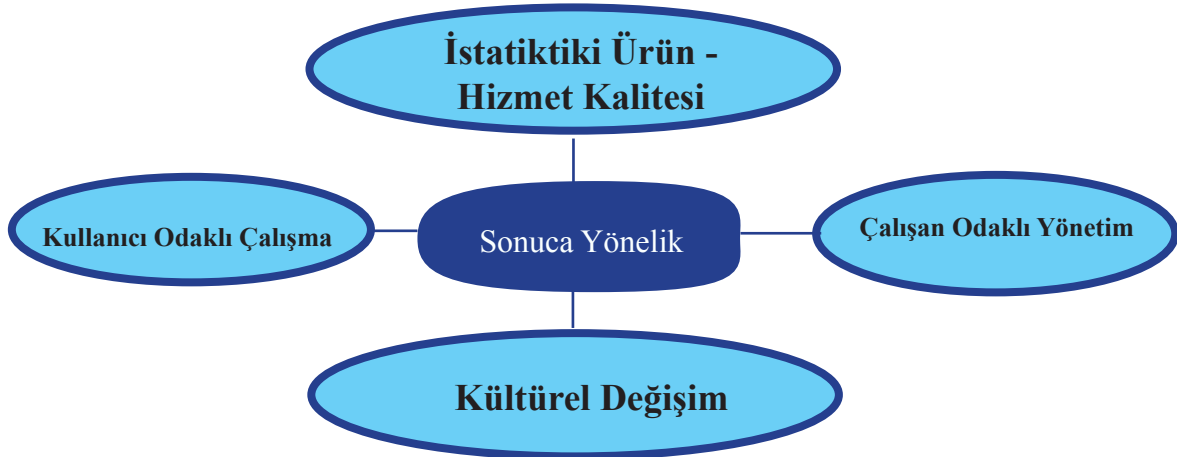 İstatiktiki Ürün -
Hizmet Kalitesi
Kullanıcı Odaklı Çalışma
Sonuca Yönelik
Çalışan Odaklı Yönetim
Kültürel Değişim